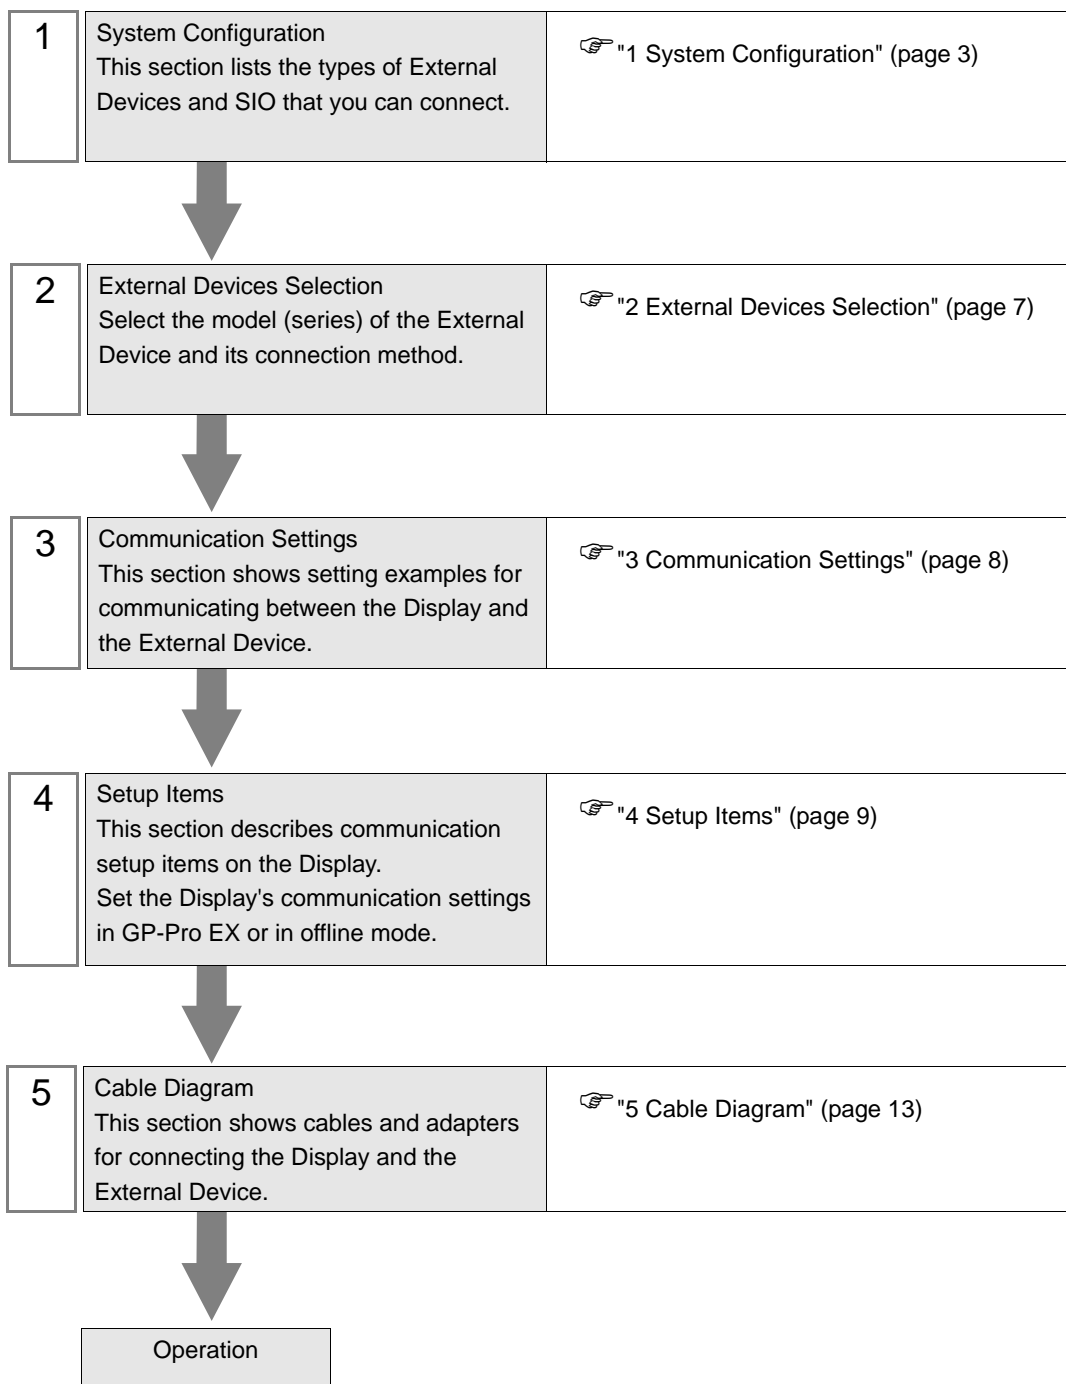 1
System Configuration
This section lists the types of External
Devices and SIO that you can connect.
"1 System Configuration" (page 3)
2
External Devices Selection
Select the model (series) of the External
Device and its connection method.
"2 External Devices Selection" (page 7)
3
Communication Settings
This section shows setting examples for
communicating between the Display and
the External Device.
"3 Communication Settings" (page 8)
4
Setup Items
This section describes communication
setup items on the Display.
Set the Display's communication settings
in GP-Pro EX or in offline mode.
"4 Setup Items" (page 9)
5
Cable Diagram
This section shows cables and adapters
for connecting the Display and the
External Device.
"5 Cable Diagram" (page 13)
Operation